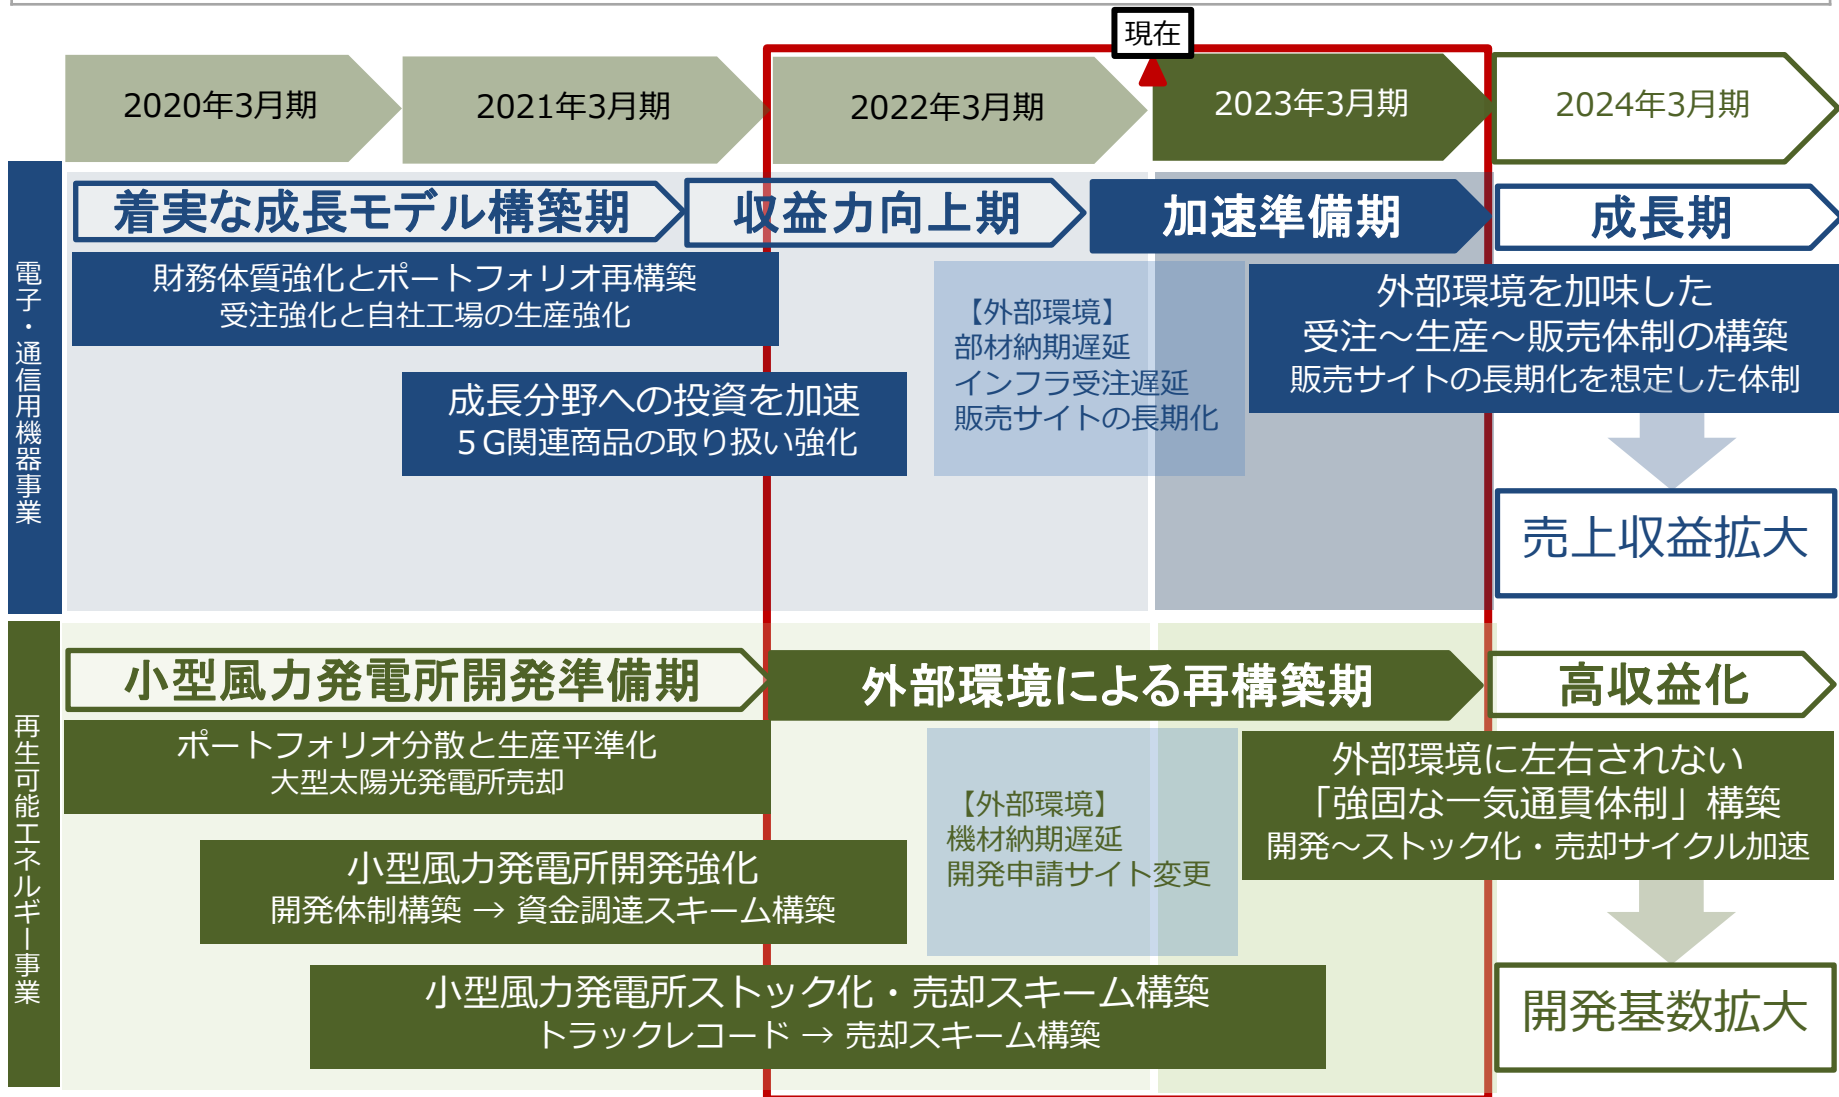 現在
2020年3月期
2021年3月期
2022年3月期
2023年3月期
2024年3月期
電子・通信用機器事業
着実な成長モデル構築期
収益力向上期
加速準備期
成長期
財務体質強化とポートフォリオ再構築
受注強化と自社工場の生産強化
成長分野への投資を加速
５G関連商品の取り扱い強化
【外部環境】
部材納期遅延
インフラ受注遅延
販売サイトの長期化
外部環境を加味した
受注～生産～販売体制の構築
販売サイトの長期化を想定した体制
売上収益拡大
再生可能エネルギー事業
小型風力発電所開発準備期
外部環境による再構築期
高収益化
ポートフォリオ分散と生産平準化
大型太陽光発電所売却
小型風力発電所開発強化
開発体制構築 → 資金調達スキーム構築
小型風力発電所ストック化・売却スキーム構築
トラックレコード → 売却スキーム構築
【外部環境】
機材納期遅延
開発申請サイト変更
外部環境に左右されない
「強固な一気通貫体制」構築
開発～ストック化・売却サイクル加速
開発基数拡大